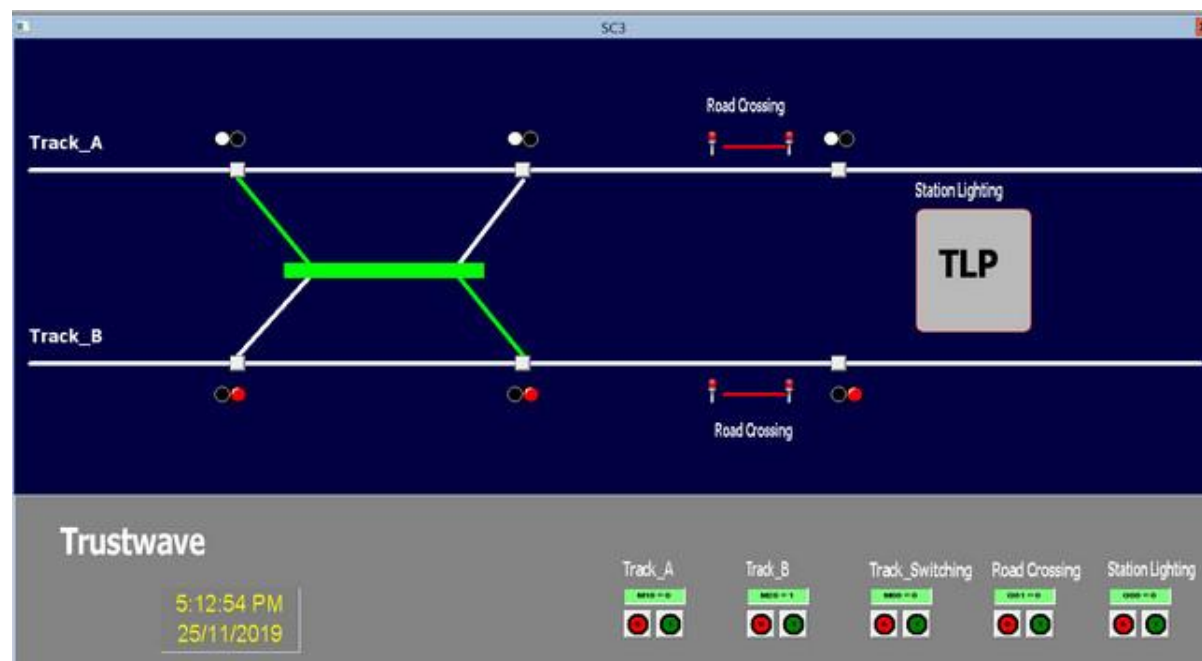 SC3
Road Crossing
Track_A
Station Lighting
TLP
Track_B
Road Crossing
Trustwave
5:12:54 PM
25/11/2019
Track_A
Track_B
Track_Switching
Road Crossing
Station Lighting